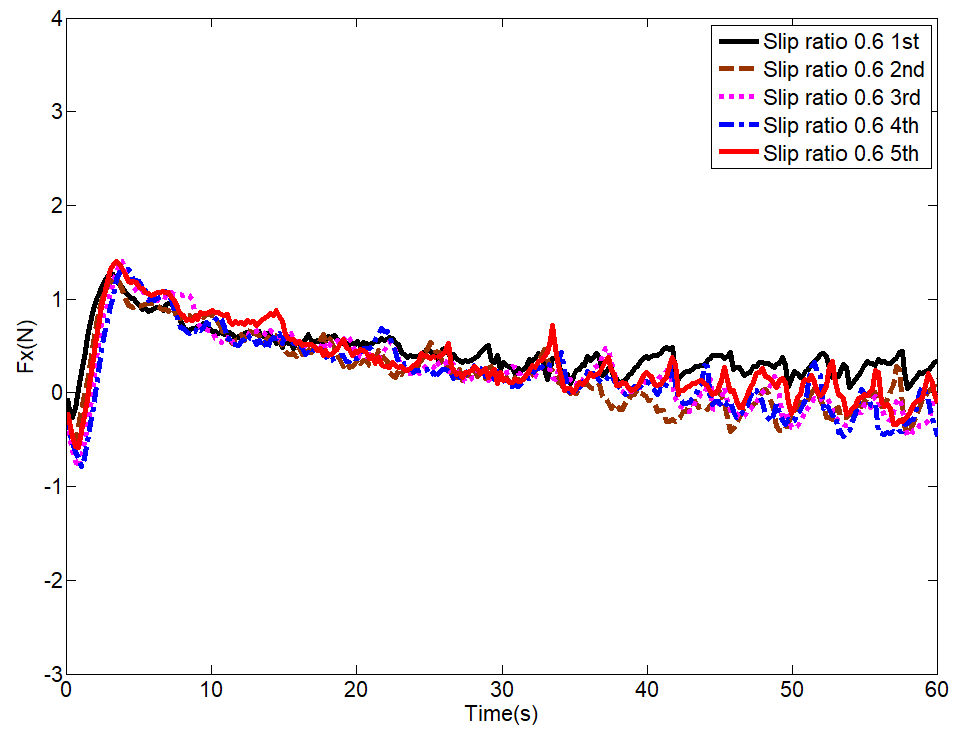 4
3
2
1
0
-1
-2
-3
Fx(N)
Slip ratio 0.6 1st
Slip ratio 0.6 2nd
Slip ratio 0.6 3rd
Slip ratio 0.6 4th
Slip ratio 0.6 5th
0 10 20 30 40 50 60
Time(s)